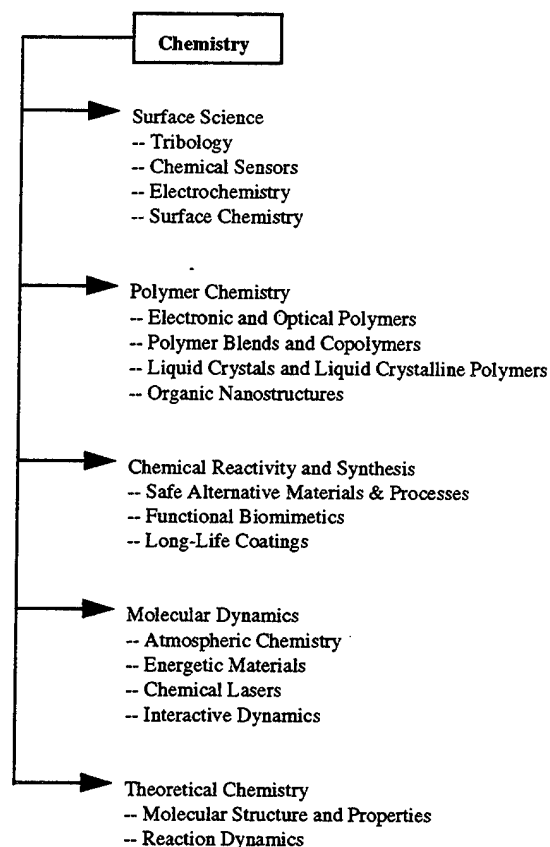 Chemistry
Surface Science
-- Tribology
-- Chemical Sensors
-- Electrochemistry
-- Surface Chemistry
Polymer Chemistry
-- Electronic and Optical Polymers
-- Polymer Blends and Copolymers
-- Liquid Crystals and Liquid Crystalline Polymers
-- Organic Nanostructures
Chemical Reactivity and Synthesis
-- Safe Alternative Materials & Processes
-- Functional Biomimetics
-- Long-Life Coatings
Molecular Dynamics
-- Atmospheric Chemistry
-- Energetic Materials
-- Chemical Lasers
-- Interactive Dynamics
Theoretical Chemistry
-- Molecular Structure and Properties
-- Reaction Dynamics